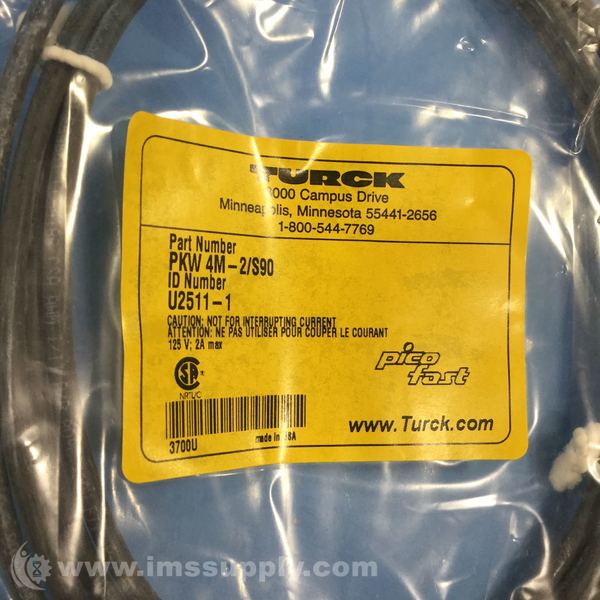 TURCK
3000 Campus Drive
Minneapolis, Minnesota 55441-2656
1-800-544-7769
Part Number
PKW 4M-2/S90
ID Number
U2511-1
CAUTION: NOT FOR INTERRUPTING CURRENT
ATTENTION: NE PAS UTILISER POUR COUPER LE COURANT
125 V; 2A max
pico fast
SA
NRTL/C
www.Turck.com
made in USA
3700U
www.imssupply.com